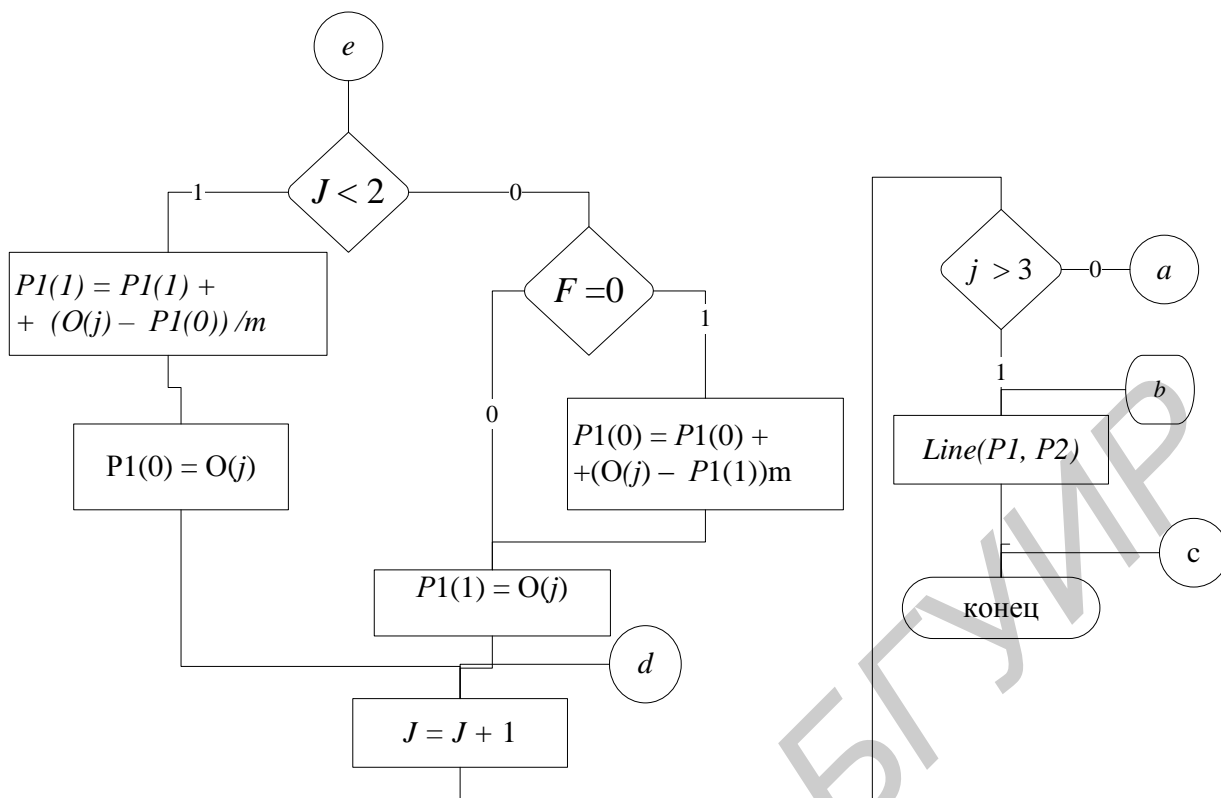 e
J < 2
1
0
P1(1) = P1(1) +
+ (O(j) – P1(0)) /m
F =0
0
1
P1(0) = O(j)
P1(0) = P1(0) +
+(O(j) – P1(1))m
P1(1) = O(j)
d
J = J + 1
j > 3
0
a
1
b
Line(P1, P2)
c
конец
БГУИР